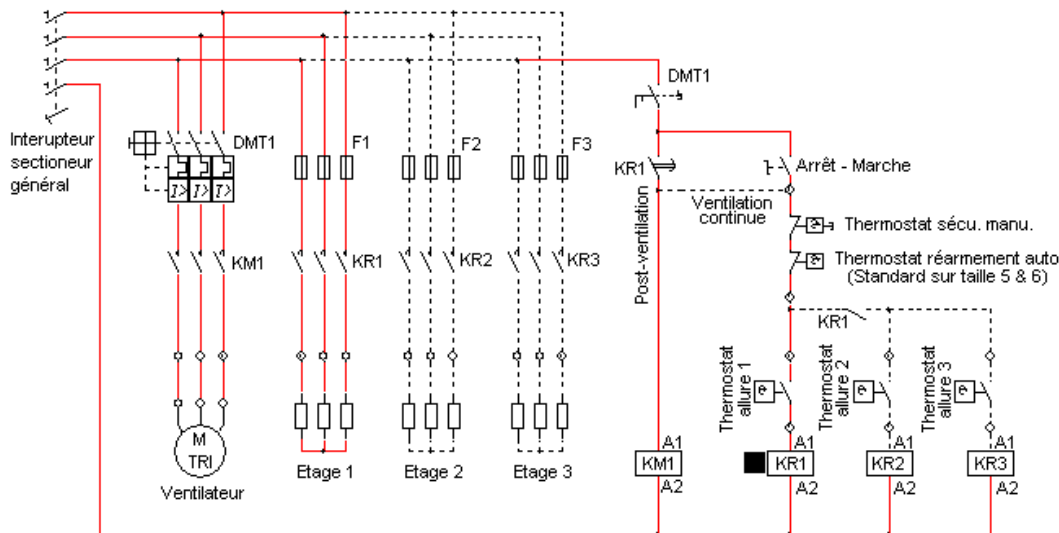 Interupteur
sectioneur
général
DMT1
I> I> I>
KM1
M
TRI
Ventilateur
F1
KR1
Etage 1
F2
KR2
Etage 2
F3
KR3
Etage 3
DMT1
KR1
Arrêt - Marche
Ventilation
continue
Post-ventilation
Thermostat sécu. manu.
Thermostat réarmement auto
(Standard sur taille 5 & 6)
KR1
Thermostat
allure 1
Thermostat
allure 2
Thermostat
allure 3
A1
KM1
A2
A1
KR1
A2
A1
KR2
A2
A1
KR3
A2